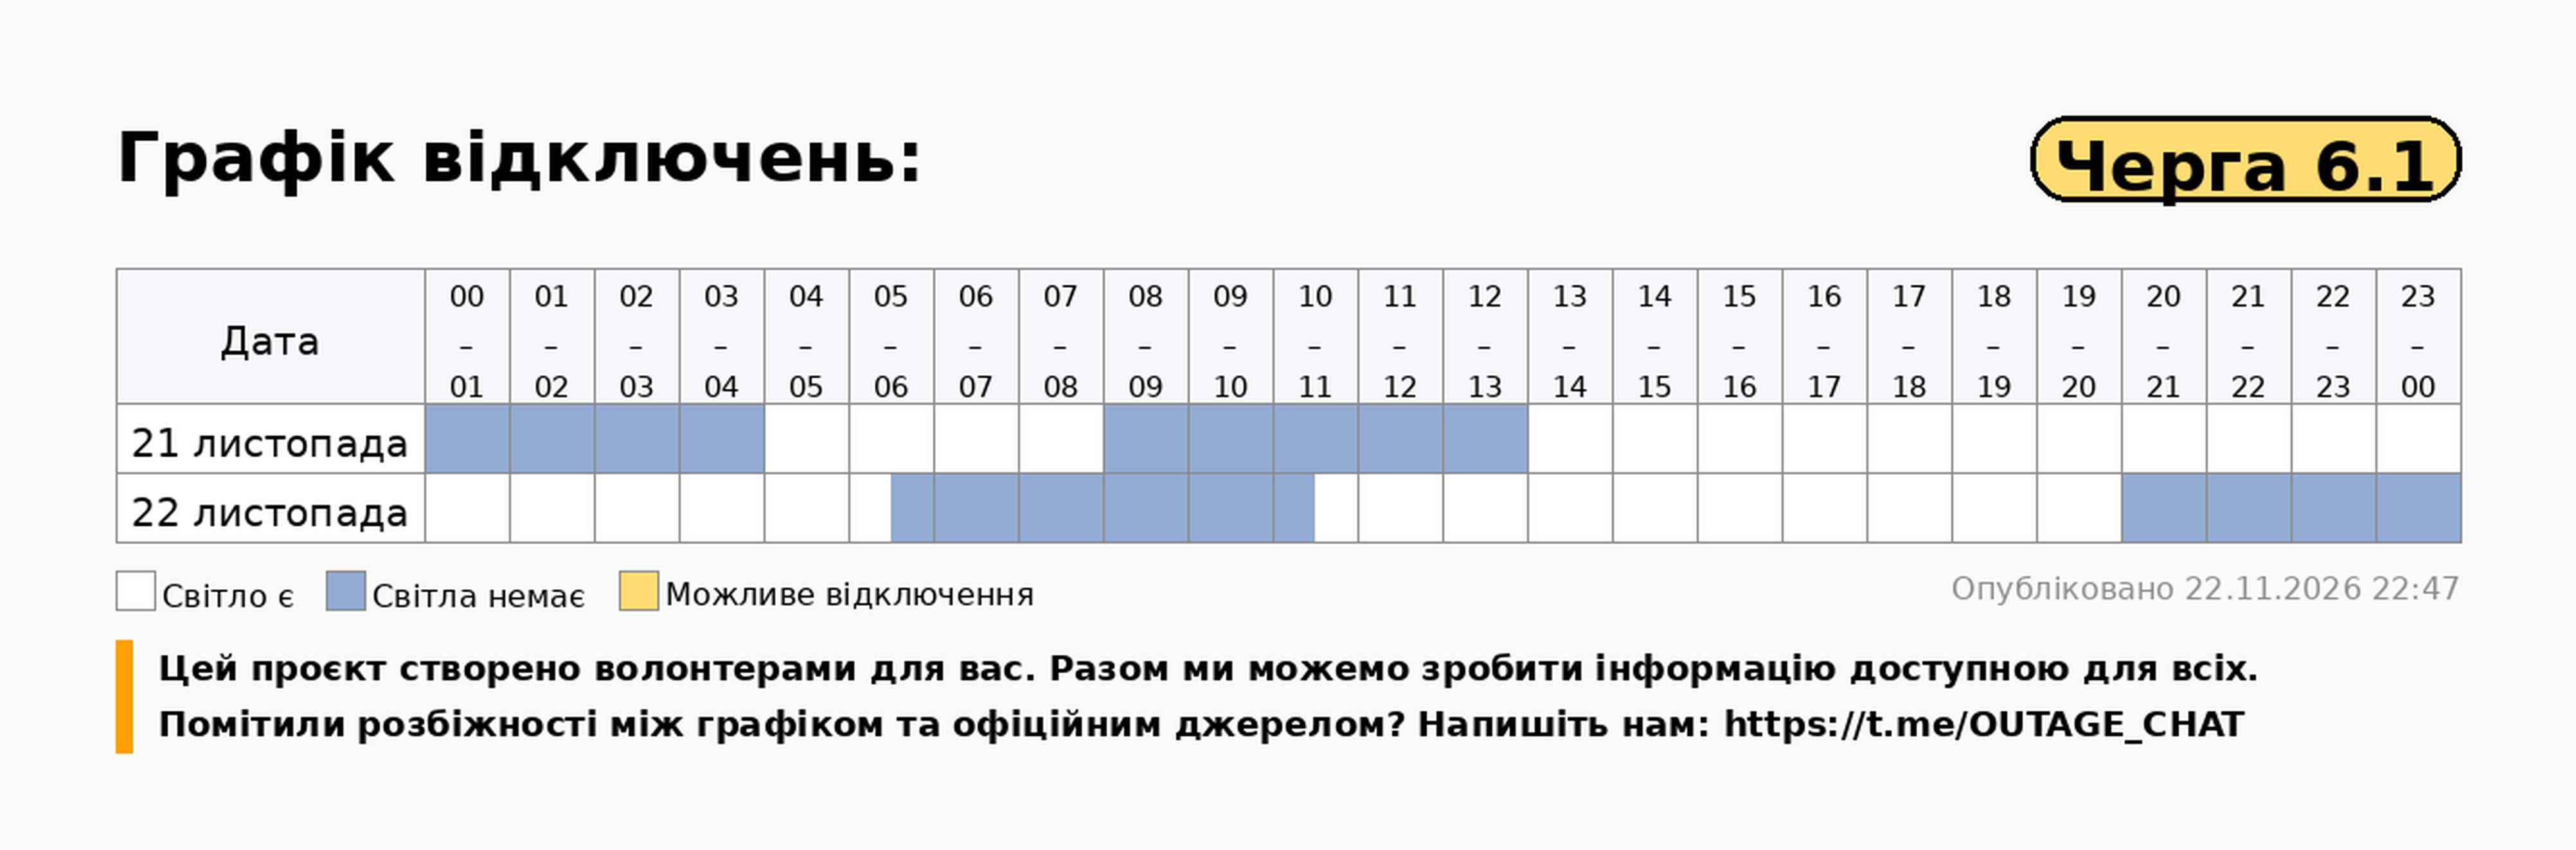 Графік відключень:
Черга 6.1
Дата 00 – 01 01 – 02 02 – 03 03 – 04 04 – 05 05 – 06 06 – 07 07 – 08 08 – 09 09 – 10 10 – 11 11 – 12 12 – 13 13 – 14 14 – 15 15 – 16 16 – 17 17 – 18 18 – 19 19 – 20 20 – 21 21 – 22 22 – 23 23 – 00
21 листопада
22 листопада
Світло є Світла немає Можливе відключення
Опубліковано 22.11.2026 22:47
Цей проєкт створено волонтерами для вас. Разом ми можемо зробити інформацію доступною для всіх.
Помітили розбіжності між графіком та офіційним джерелом? Напишіть нам: https://t.me/OUTAGE_CHAT